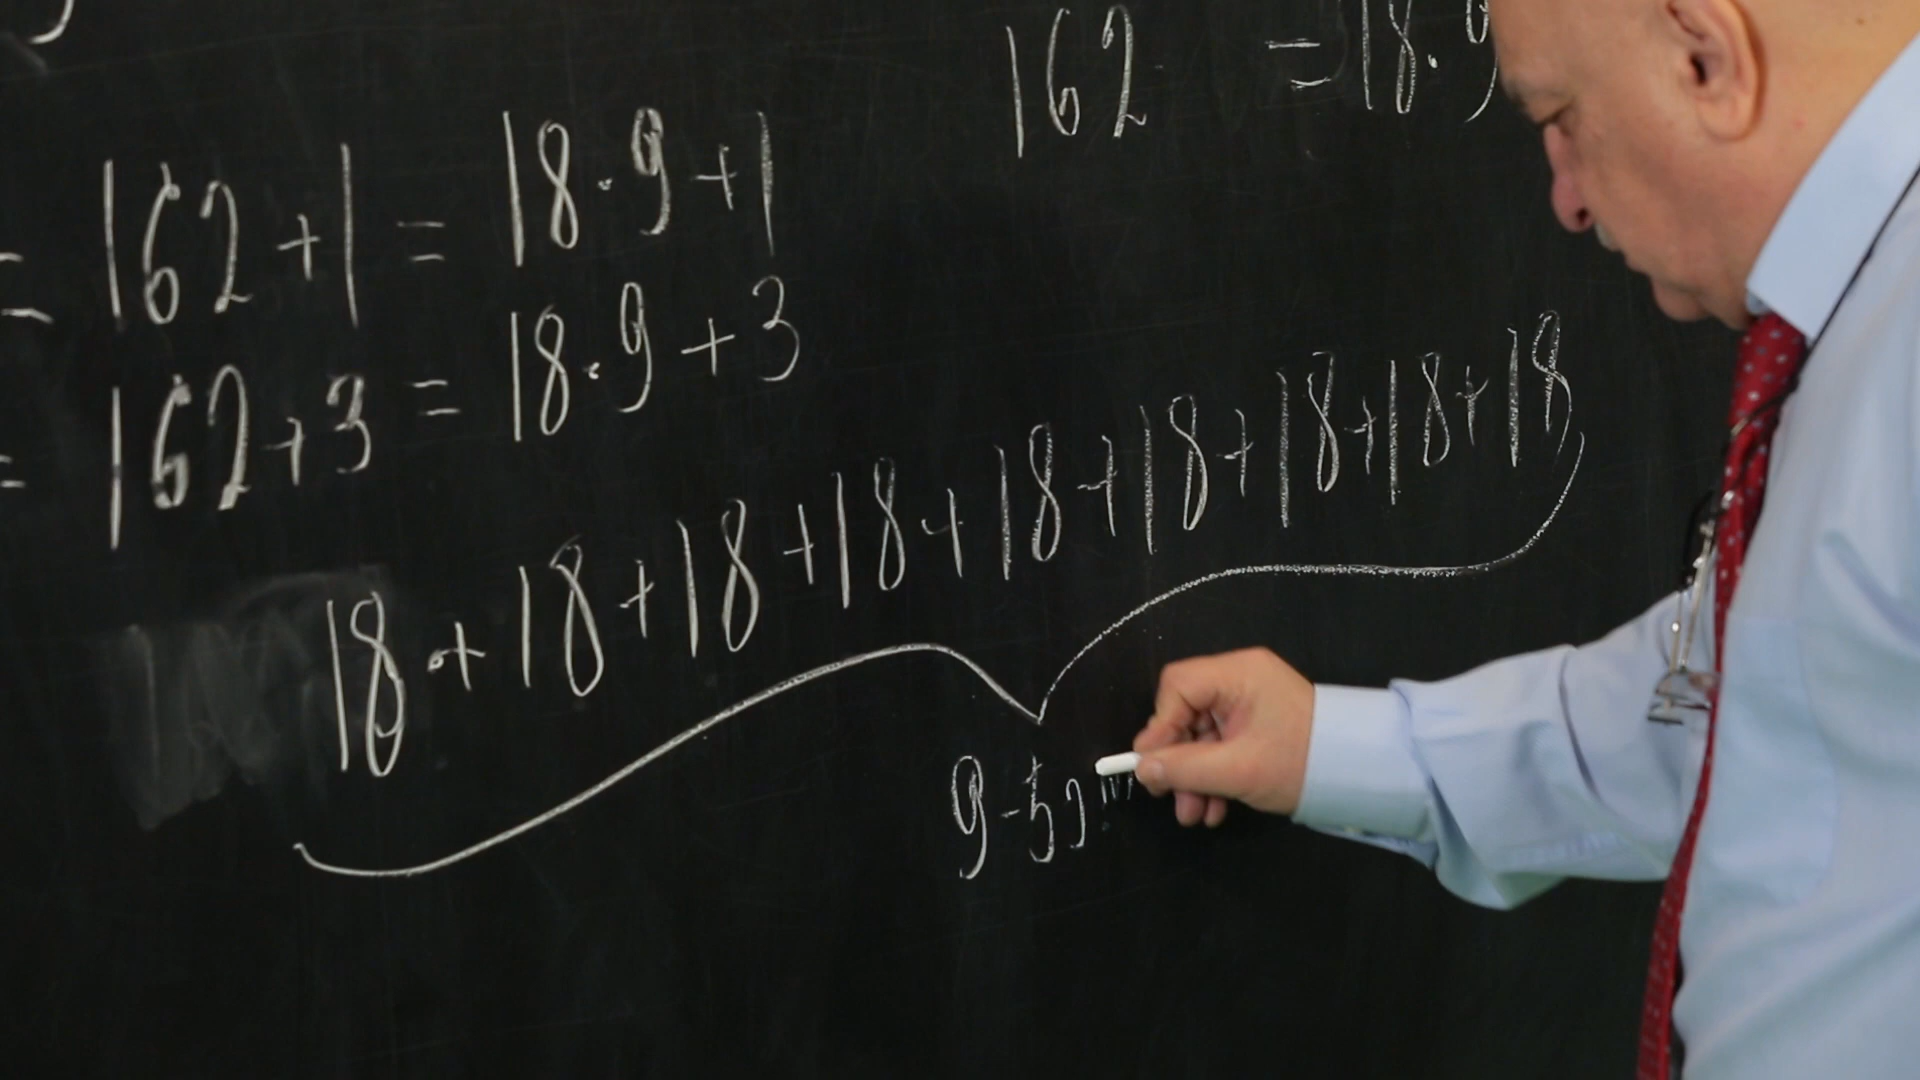 162 = 18·9
= 162+1 = 18·9+1
= 162+3 = 18·9+3
18+18+18+18+18+18+18+18+18
9-